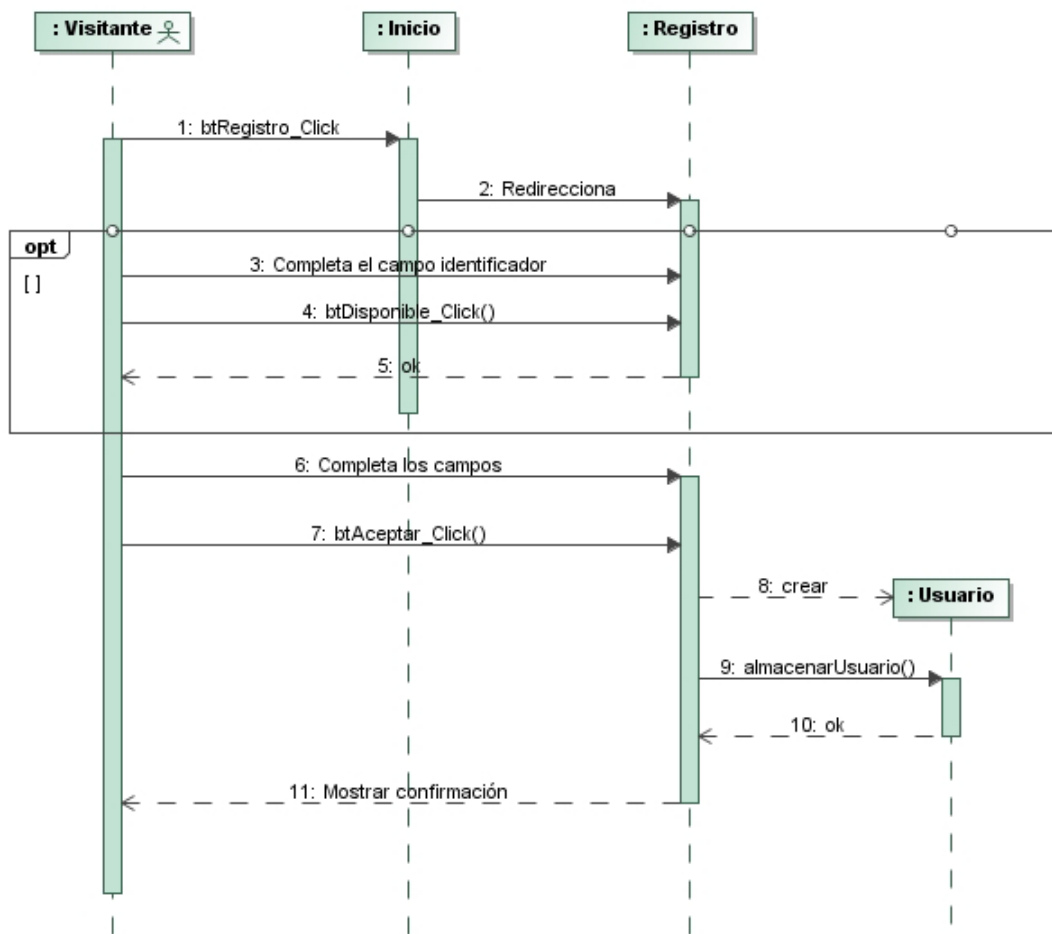 : Visitante
: Inicio
: Registro
1: btRegistro_Click
2: Redirecciona
opt
[ ]
3: Completa el campo identificador
4: btDisponible_Click()
5: ok
6: Completa los campos
7: btAceptar_Click()
8: crear
: Usuario
9: almacenarUsuario()
10: ok
11: Mostrar confirmación